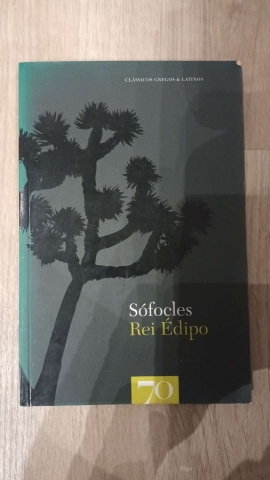 CLÁSSICOS GREGOS & LATINOS
Sófocles
Rei Édipo
70